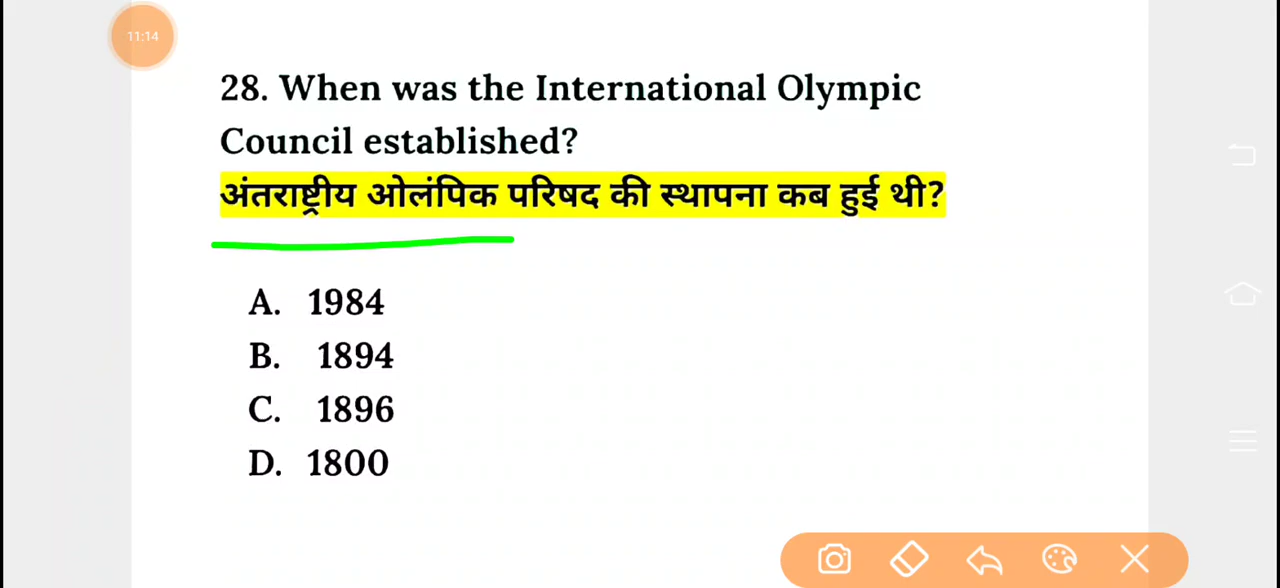 11:14
28. When was the International Olympic
Council established?
अंतराष्ट्रीय ओलंपिक परिषद की स्थापना कब हुई थी?
A. 1984
B. 1894
C. 1896
D. 1800